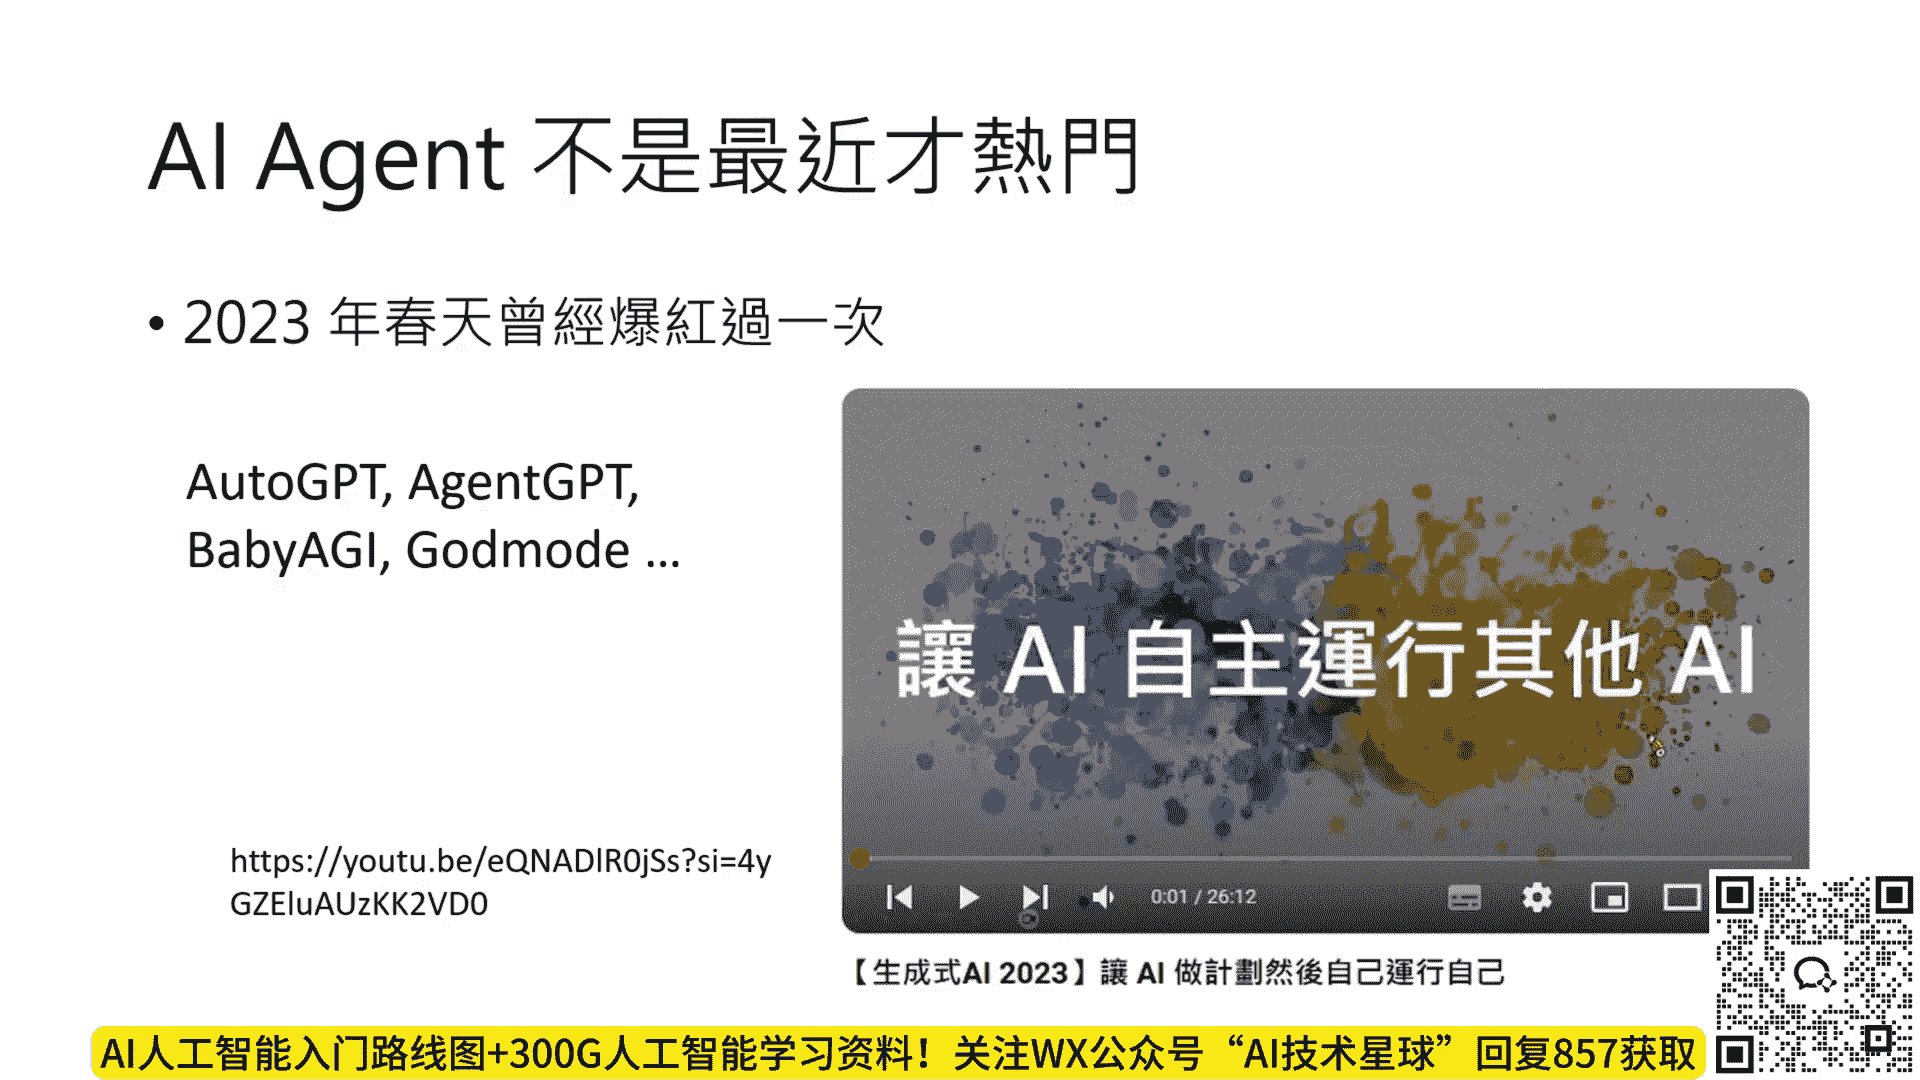 AI Agent 不是最近才熱門
• 2023 年春天曾經爆紅過一次
AutoGPT, AgentGPT,
BabyAGI, Godmode ...
https://youtu.be/eQNADlR0jSs?si=4y
GZEluAUzKK2VD0
讓 AI 自主運行其他 AI
0:01 / 26:12
【生成式AI 2023】讓 AI 做計劃然後自己運行自己
AI人工智能入门路线图+300G人工智能学习资料！关注WX公众号“AI技术星球”回复857获取